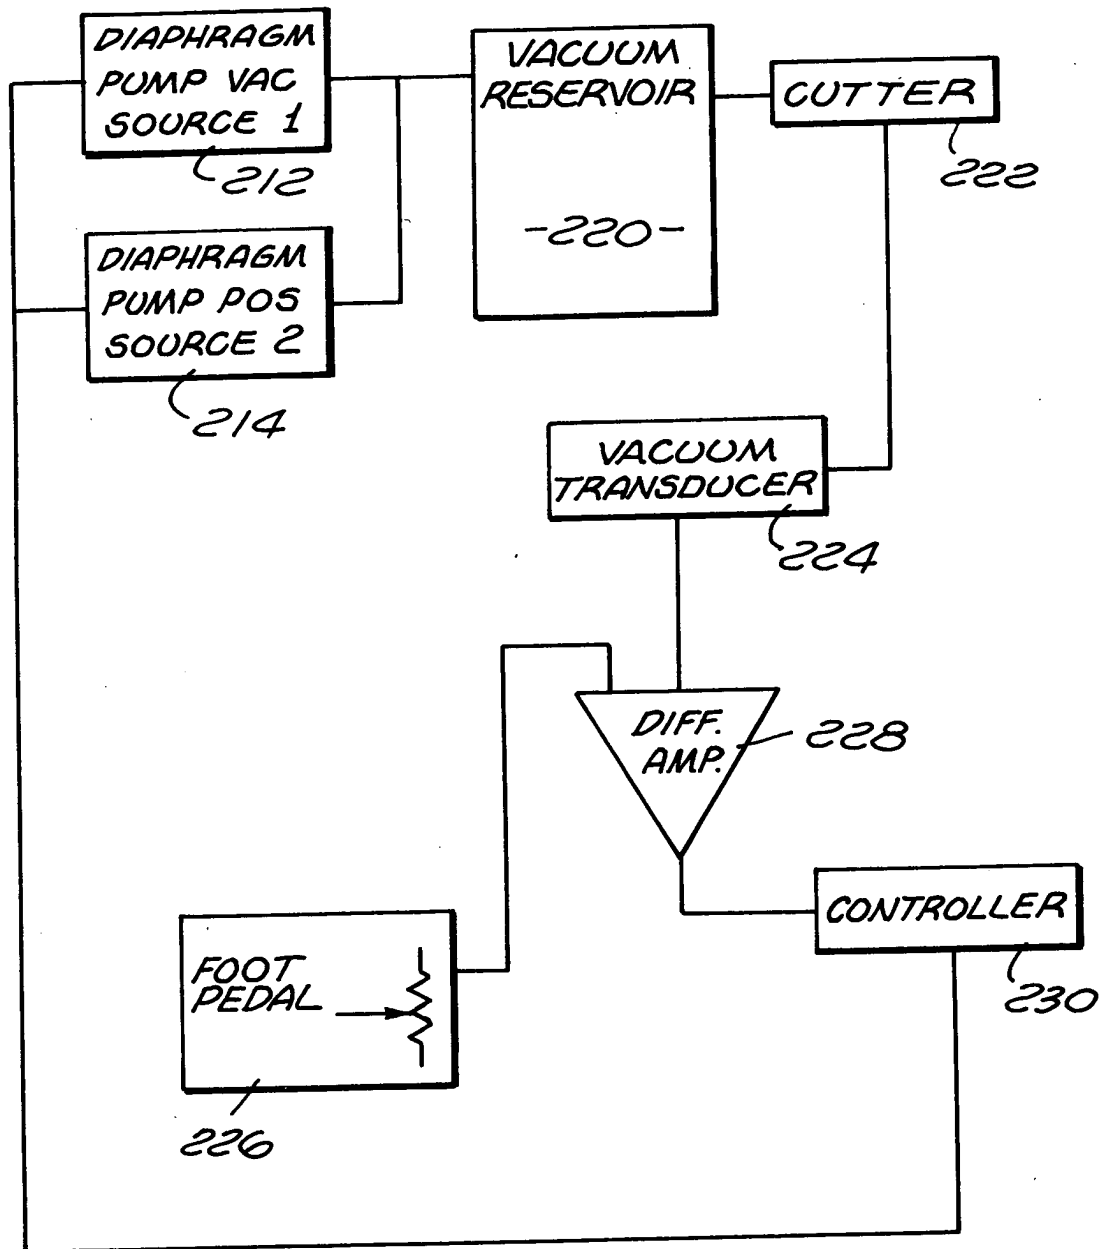 DIAPHRAGM
PUMP VAC
SOURCE 1
212
DIAPHRAGM
PUMP POS
SOURCE 2
214
VACUUM
RESERVOIR
-220-
CUTTER
222
VACUUM
TRANSDUCER
224
DIFF.
AMP.
228
FOOT
PEDAL
226
CONTROLLER
230